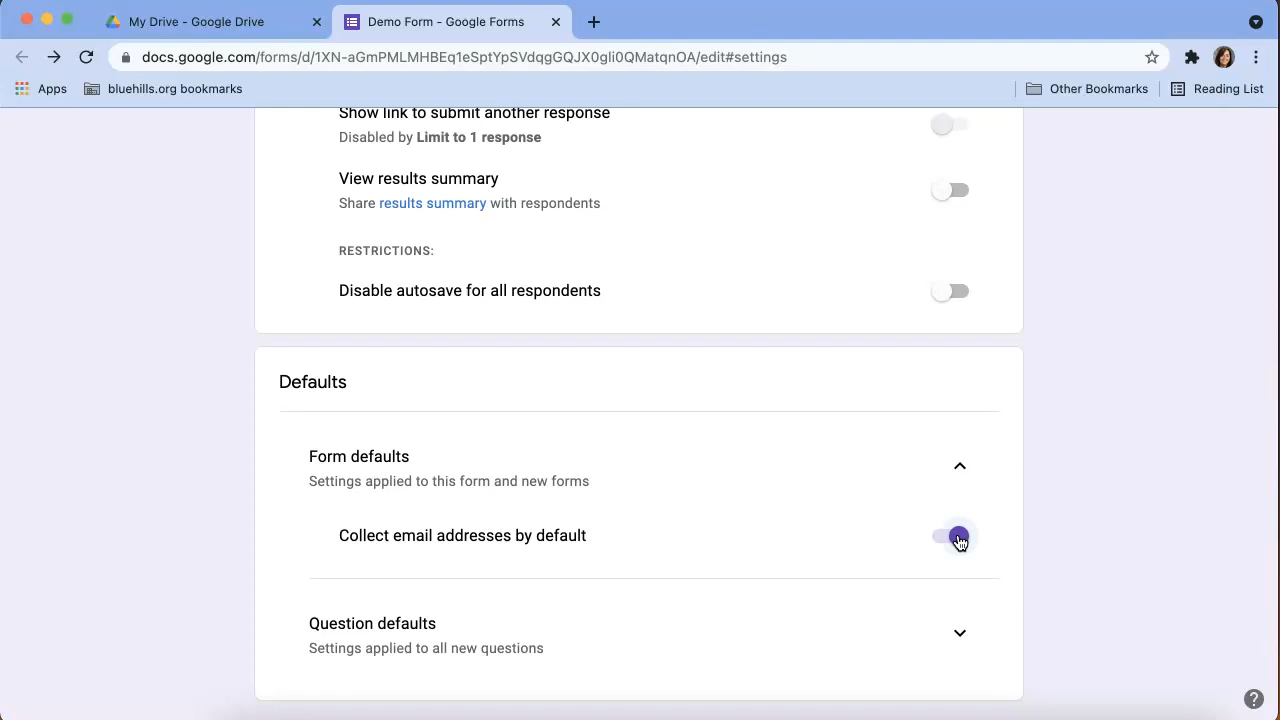 My Drive - Google Drive
Demo Form - Google Forms
docs.google.com/forms/d/1XN-aGmPMLMHBEq1eSptYpSVdqgGQJX0gli0QMatqnOA/edit#settings
Apps
bluehills.org bookmarks
Other Bookmarks
Reading List
Show link to submit another response
Disabled by Limit to 1 response
View results summary
Share results summary with respondents
RESTRICTIONS:
Disable autosave for all respondents
Defaults
Form defaults
Settings applied to this form and new forms
Collect email addresses by default
Question defaults
Settings applied to all new questions